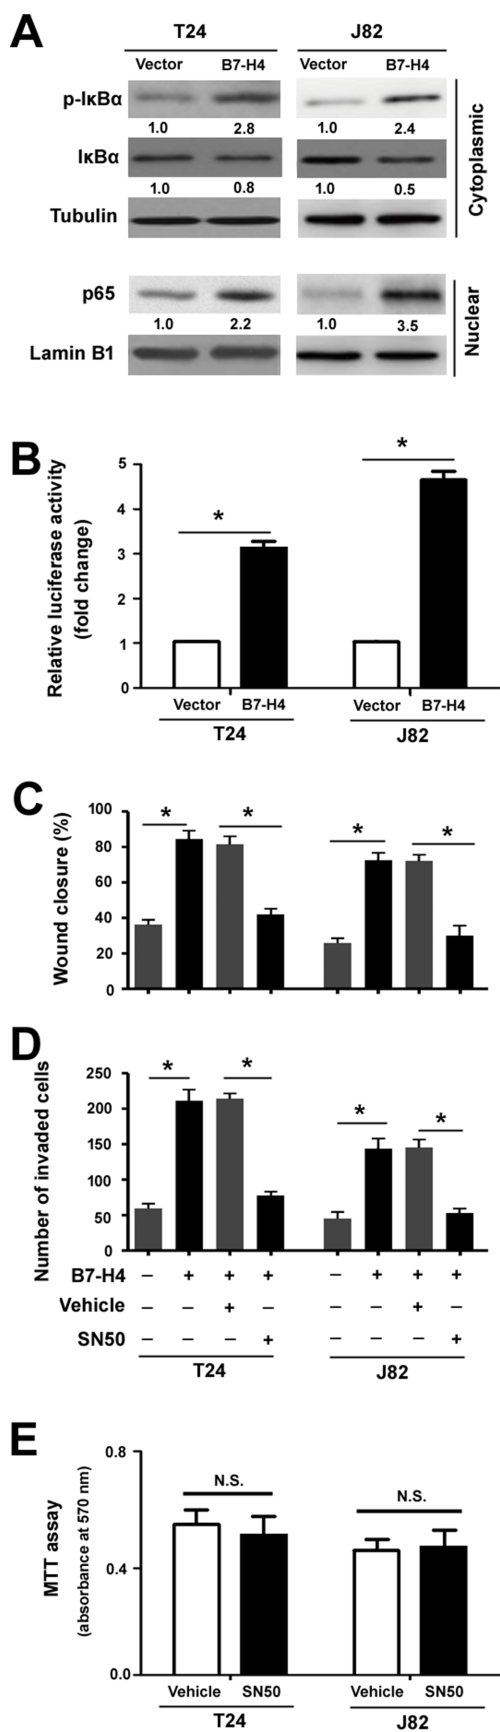 A
T24 J82
Vector B7-H4 Vector B7-H4
p-IκBα
1.0 2.8 1.0 2.4
IκBα
1.0 0.8 1.0 0.5
Tubulin
Cytoplasmic
p65
1.0 2.2 1.0 3.5
Lamin B1
Nuclear
B
Relative luciferase activity
(fold change)
5
4
3
2
1
0
* *
Vector B7-H4 Vector B7-H4
T24 J82
C
Wound closure (%)
100
80
60
40
20
0
* * * *
D
Number of invaded cells
250
200
150
100
50
0
* * * *
B7-H4 – + + + – + + +
Vehicle – – + – – +
SN50 – – + – – +
T24 J82
E
MTT assay
(absorbance at 570 nm)
0.8
0.4
0.0
N.S. N.S.
Vehicle SN50 Vehicle SN50
T24 J82